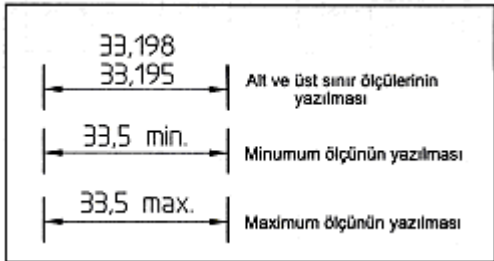 33,198
33,195
Alt ve üst sınır ölçülerinin
yazılması
33,5 min.
Minumum ölçünün yazılması
33,5 max.
Maximum ölçünün yazılması